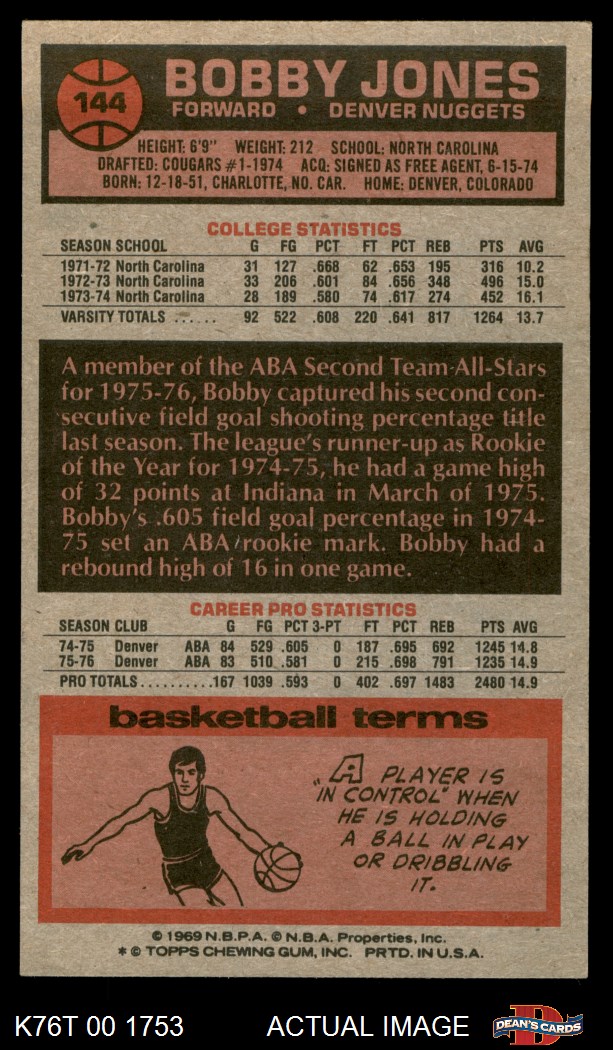 144
BOBBY JONES
FORWARD • DENVER NUGGETS
HEIGHT: 6'9" WEIGHT: 212 SCHOOL: NORTH CAROLINA
DRAFTED: COUGARS #1-1974 ACQ: SIGNED AS FREE AGENT, 6-15-74
BORN: 12-18-51, CHARLOTTE, NO. CAR. HOME: DENVER, COLORADO
COLLEGE STATISTICS
SEASON SCHOOL G FG PCT FT PCT REB PTS AVG
1971-72 North Carolina 31 127 .668 62 .653 195 316 10.2
1972-73 North Carolina 33 206 .601 84 .656 348 496 15.0
1973-74 North Carolina 28 189 .580 74 .617 274 452 16.1
VARSITY TOTALS ...... 92 522 .608 220 .641 817 1264 13.7
A member of the ABA Second Team-All-Stars
for 1975-76, Bobby captured his second con-
secutive field goal shooting percentage title
last season. The league's runner-up as Rookie
of the Year for 1974-75, he had a game high
of 32 points at Indiana in March of 1975.
Bobby's .605 field goal percentage in 1974-
75 set an ABA rookie mark. Bobby had a
rebound high of 16 in one game.
CAREER PRO STATISTICS
SEASON CLUB G FG PCT 3-PT FT PCT REB PTS AVG
74-75 Denver ABA 84 529 .605 0 187 .695 692 1245 14.8
75-76 Denver ABA 83 510 .581 0 215 .698 791 1235 14.9
PRO TOTALS..........167 1039 .593 0 402 .697 1483 2480 14.9
basketball terms
"A PLAYER IS
IN CONTROL" WHEN
HE IS HOLDING
A BALL IN PLAY
OR DRIBBLING
IT.
© 1969 N.B.P.A. © N.B.A. Properties, Inc.
* © TOPPS CHEWING GUM, INC. PRTD. IN U.S.A.
K76T 00 1753 ACTUAL IMAGE
D
DEAN'S CARDS